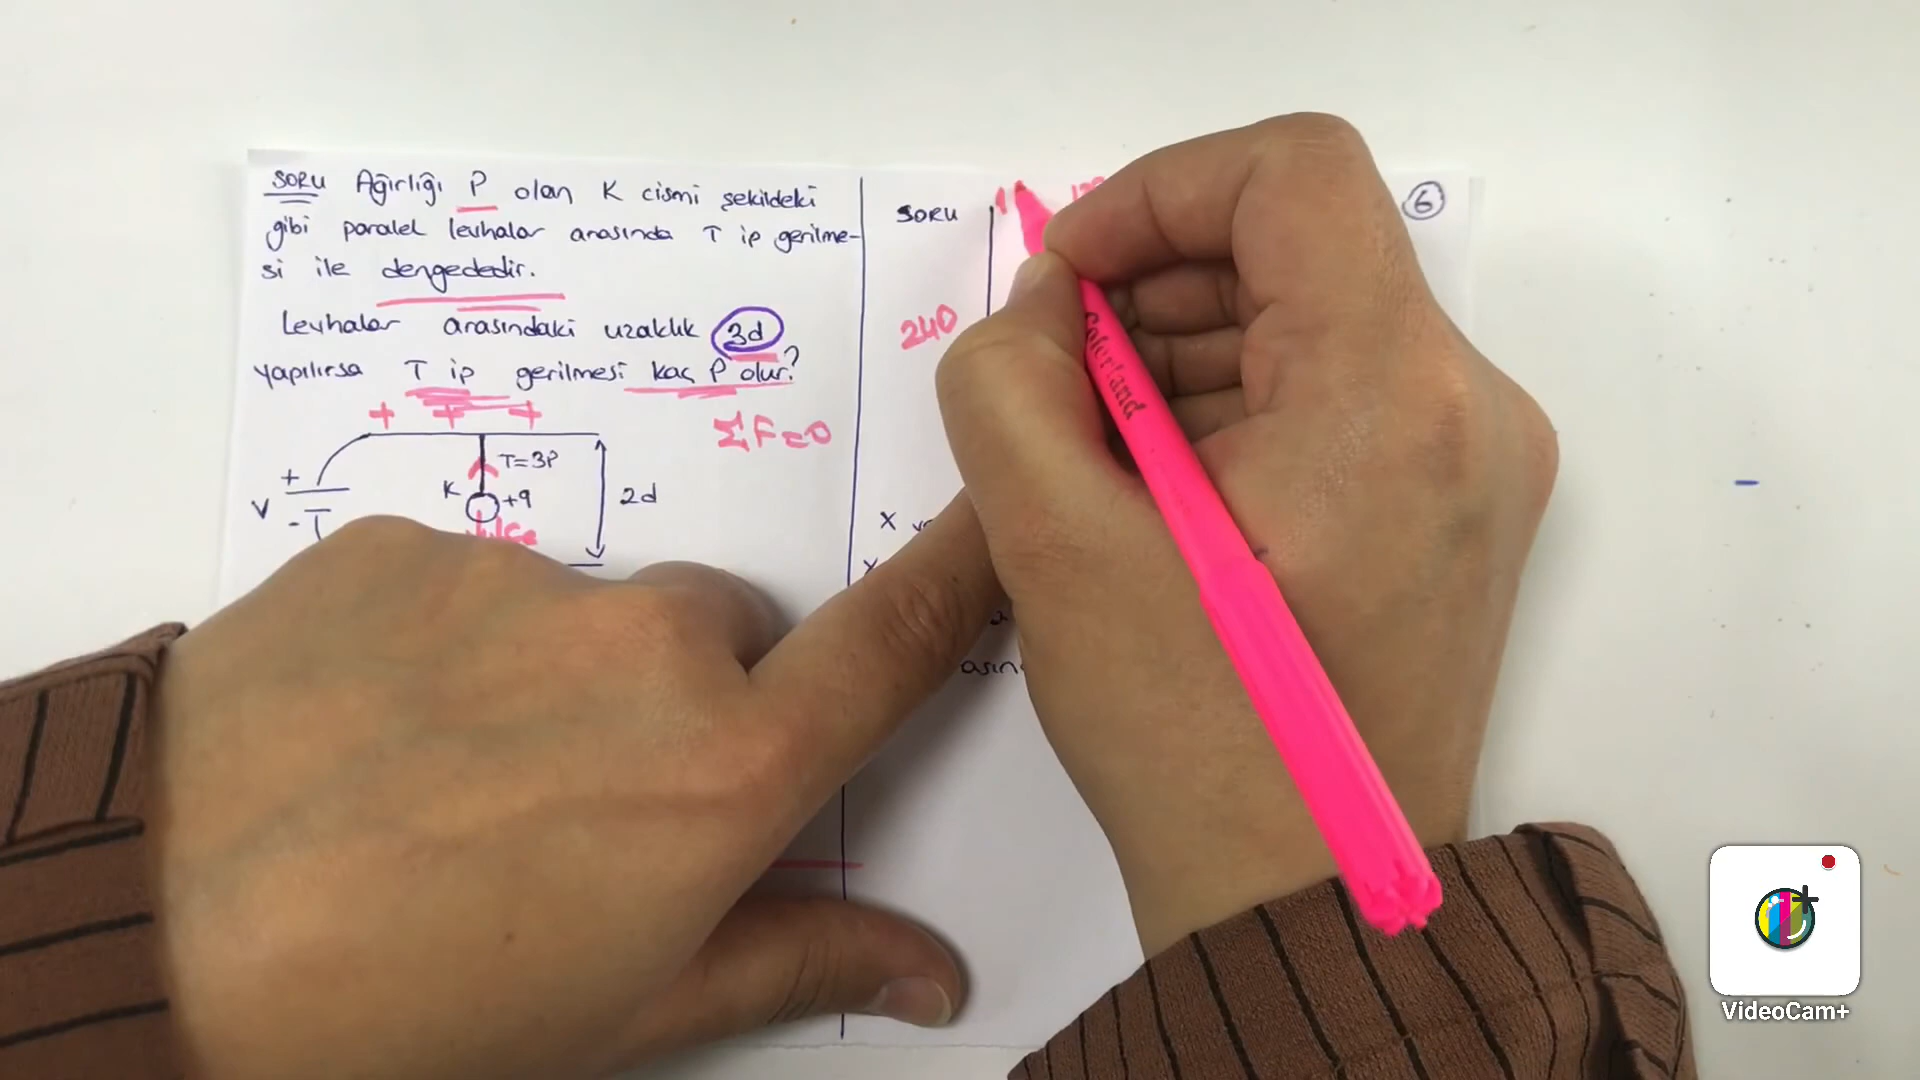 SORU Ağırlığı P olan K cismi şekildeki
gibi paralel levhalar arasında T ip gerilme-
si ile dengededir.
Levhalar arasındaki uzaklık 3d
yapılırsa T ip gerilmesi kaç P olur?
+ + +
ΣF=0
T=3P
+
K
+q
2d
V
-
SORU
240
X
X
6
Colorland
VideoCam+